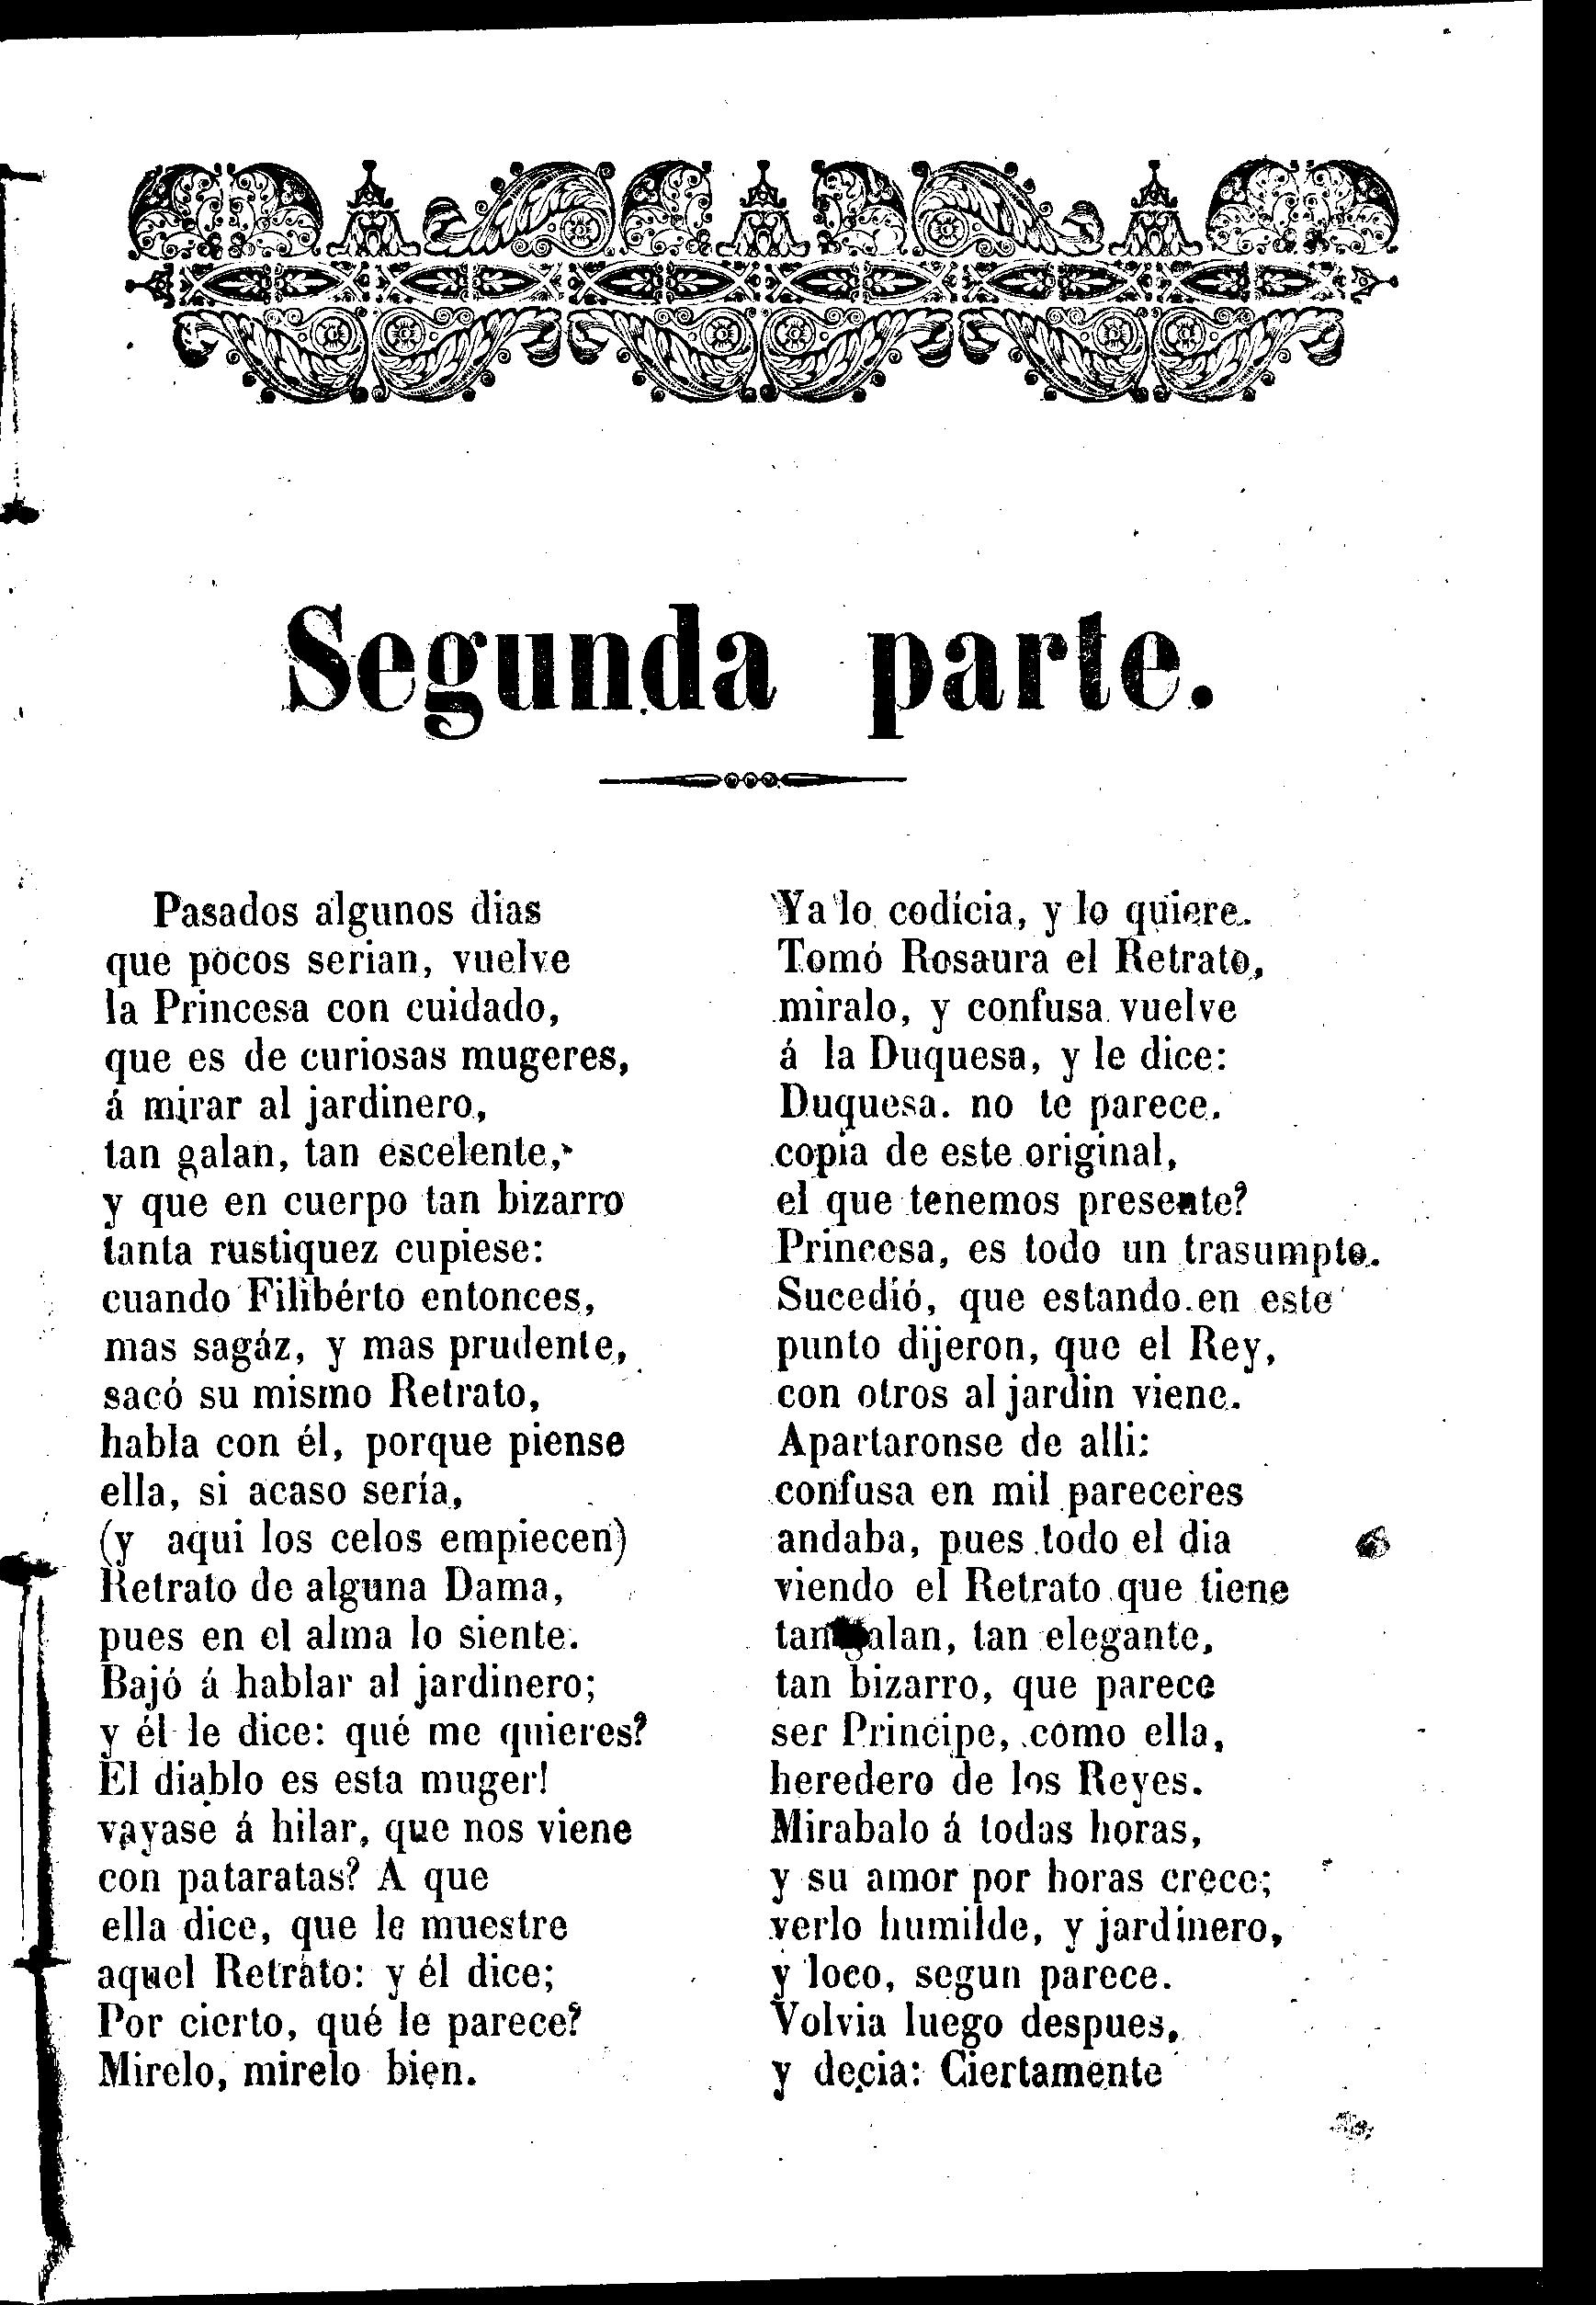 Segunda parte.
Pasados algunos dias
que pocos serian, vuelve
la Princesa con cuidado,
que es de curiosas mugeres,
á mirar al jardinero,
tan galan, tan escelente,
y que en cuerpo tan bizarro
tanta rustiquez cupiese:
cuando Filibérto entonces,
mas sagáz, y mas prudente,
sacó su mismo Retrato,
habla con él, porque piense
ella, si acaso sería,
(y aqui los celos empiecen)
Retrato de alguna Dama,
pues en el alma lo siente.
Bajó á hablar al jardinero;
y él le dice: qué me quieres?
El diablo es esta muger!
vayase á hilar, que nos viene
con pataratas? A que
ella dice, que le muestre
aquel Retrato: y él dice;
Por cierto, qué le parece?
Mirelo, mirelo bien.
Ya lo codicia, y lo quiere.
Tomó Rosaura el Retrato,
miralo, y confusa vuelve
á la Duquesa, y le dice:
Duquesa. no te parece.
copia de este original,
el que tenemos presente?
Princesa, es todo un trasumpto.
Sucedió, que estando en este
punto dijeron, que el Rey,
con otros al jardin viene.
Apartaronse de alli:
confusa en mil pareceres
andaba, pues todo el dia
viendo el Retrato que tiene
tan galan, tan elegante,
tan bizarro, que parece
ser Principe, como ella,
heredero de los Reyes.
Mirabalo á todas horas,
y su amor por horas crece;
verlo humilde, y jardinero,
y loco, segun parece.
Volvia luego despues,
y decia: Ciertamente